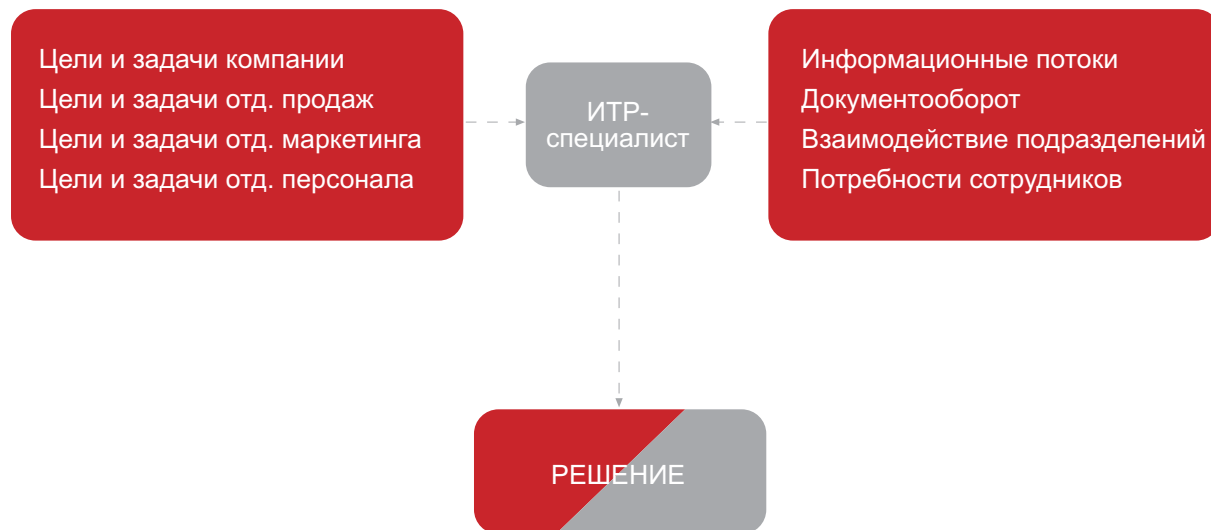 Цели и задачи компании
Цели и задачи отд. продаж
Цели и задачи отд. маркетинга
Цели и задачи отд. персонала
ИТР-
специалист
Информационные потоки
Документооборот
Взаимодействие подразделений
Потребности сотрудников
РЕШЕНИЕ